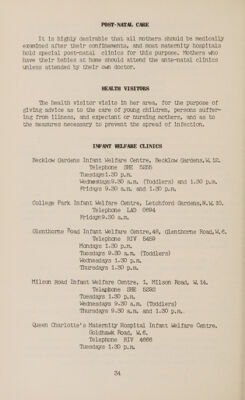 POST-NATAL CARE
It is highly desirable that all mothers should be medically
examined after their confinements, and most maternity hospitals
hold special post-natal clinics for this purpose. Mothers who
have their babies at home should attend the ante-natal clinics
unless attended by their own doctor.
HEALTH VISITORS
The health visitor visits in her area, for the purpose of
giving advice as to the care of young children, persons suffer-
ing from illness, and expectant or nursing mothers, and as to
the measures necessary to prevent the spread of infection.
INFANT WELFARE CLINICS
Becklow Gardens Infant Welfare Centre, Becklow Gardens, W.12.
Telephone SHE 5255
Tuesdays 1.30 p.m.
Wednesdays 9.30 a.m. (Toddlers) and 1.30 p.m.
Fridays 9.30 a.m. and 1.30 p.m.
College Park Infant Welfare Centre, Letchford Gardens, N.W.10.
Telephone LAD 0694
Fridays 9.30 a.m.
Glenthorne Road Infant Welfare Centre, 48, Glenthorne Road, W.6.
Telephone RIV 5459
Mondays 1.30 p.m.
Tuesdays 9.30 a.m. (Toddlers)
Wednesdays 1.30 p.m.
Thursdays 1.30 p.m.
Milson Road Infant Welfare Centre, 1, Milson Road, W.14.
Telephone SHE 5292
Tuesdays 1.30 p.m.
Wednesdays 9.30 a.m. (Toddlers)
Thursdays 9.30 a.m. and 1.30 p.m.
Queen Charlotte's Maternity Hospital Infant Welfare Centre,
Goldhawk Road, W.6.
Telephone RIV 4666
Tuesdays 1.30 p.m.
34